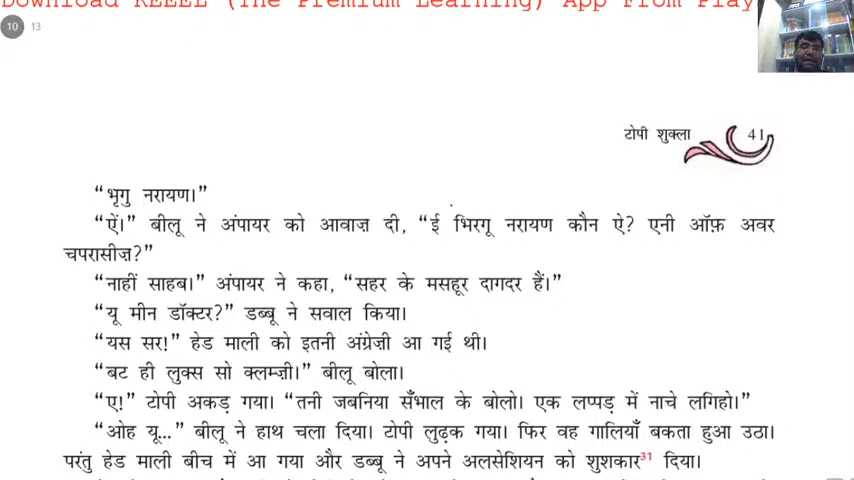 Download KEEEL (The Premium Learning) App From Play
10 13
टोपी शुक्ला 41
“भृगु नरायण।”
“ऐं।” बीलू ने अंपायर को आवाज़ दी, “ई भिरगू नरायण कौन ऐ? एनी ऑफ़ अवर
चपरासीज़?”
“नाहीं साहब।” अंपायर ने कहा, “सहर के मसहूर दागदर हैं।”
“यू मीन डॉक्टर?” डब्बू ने सवाल किया।
“यस सर!” हेड माली को इतनी अंग्रेज़ी आ गई थी।
“बट ही लुक्स सो क्लम्ज़ी।” बीलू बोला।
“ए!” टोपी अकड़ गया। “तनी जबनिया सँभाल के बोलो। एक लप्पड़ में नाचे लगिहो।”
“ओह यू...” बीलू ने हाथ चला दिया। टोपी लुढ़क गया। फिर वह गालियाँ बकता हुआ उठा।
परंतु हेड माली बीच में आ गया और डब्बू ने अपने अलसेशियन को शुशकार31 दिया।